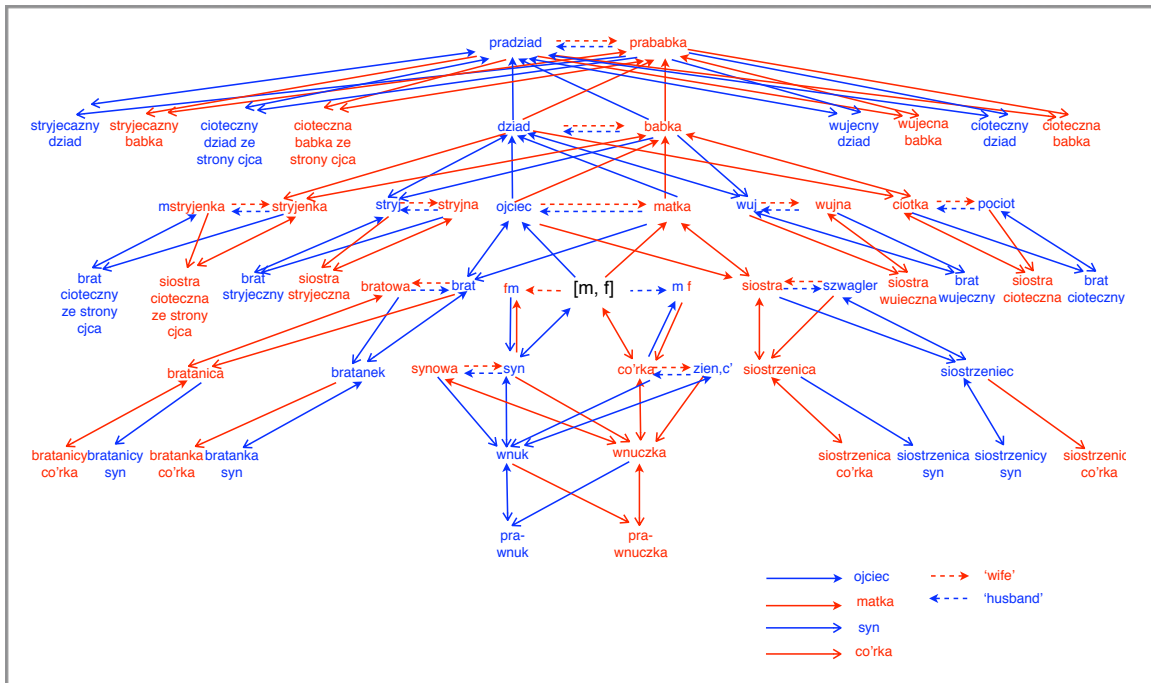 pradziad prababka
stryjecazny
dziad
stryjecazny
babka
cioteczny
dziad ze
strony cjca
cioteczna
babka ze
strony cjca
dziad babka
wujecny
dziad
wujecna
babka
cioteczny
dziad
cioteczna
babka
mstryjenka stryjenka stryj stryjna ojciec matka wuj wujna ciotka pociot
brat
cioteczny
ze strony
cjca
siostra
cioteczna
ze strony
cjca
brat
stryjeczny
siostra
stryjeczna
bratowa brat fm [m, f] m f siostra szwagler
siostra
wuieczna
brat
wujeczny
siostra
cioteczna
brat
cioteczny
bratanica bratanek synowa syn co'rka zien,c' siostrzenica siostrzeniec
bratanicy
co'rka
bratanicy
syn
bratanka
co'rka
bratanka
syn
wnuk wnuczka
siostrzenica
co'rka
siostrzenica
syn
siostrzenicy
syn
siostrzenic
co'rka
pra-
wnuk
pra-
wnuczka
ojciec 'wife'
matka 'husband'
syn
co'rka